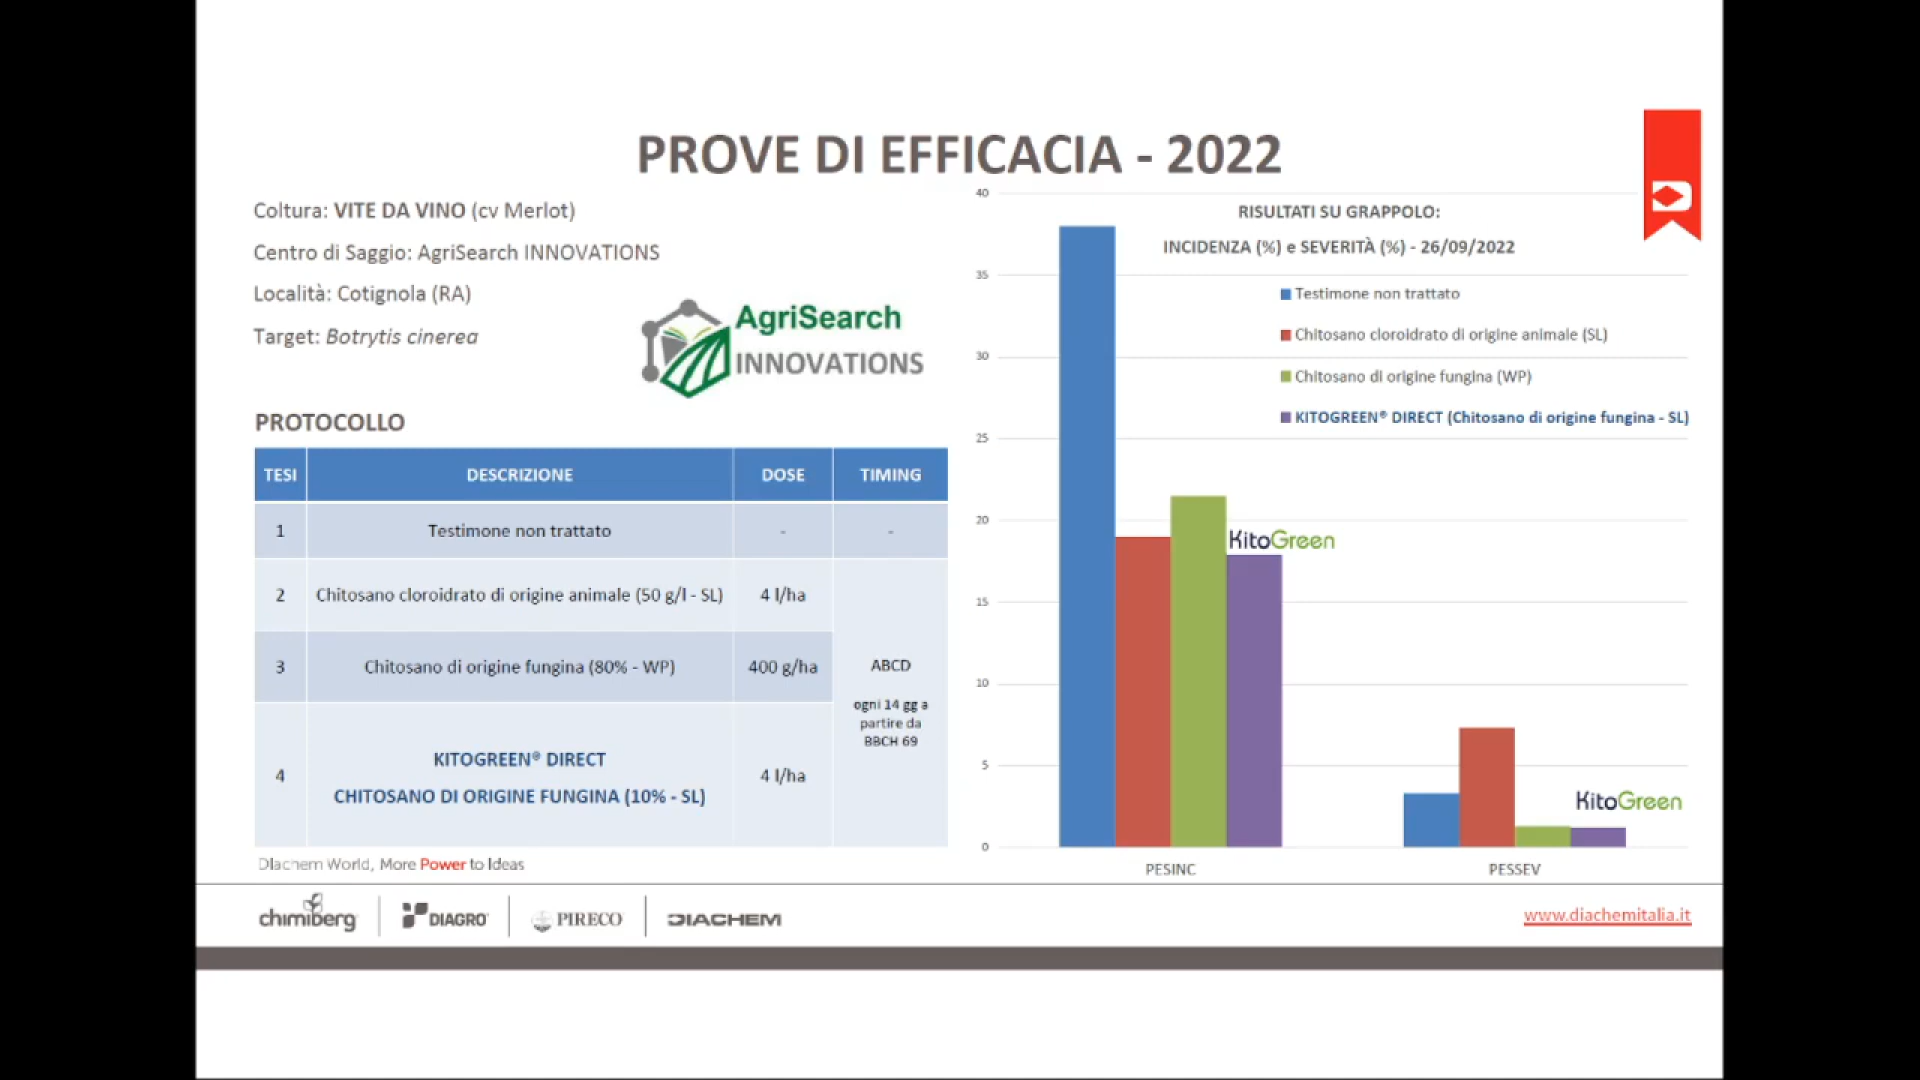 PROVE DI EFFICACIA - 2022
Coltura: VITE DA VINO (cv Merlot)
Centro di Saggio: AgriSearch INNOVATIONS
Località: Cotignola (RA)
Target: Botrytis cinerea
AgriSearch
INNOVATIONS
PROTOCOLLO
TESI DESCRIZIONE DOSE TIMING
1 Testimone non trattato - -
2 Chitosano cloroidrato di origine animale (50 g/l - SL) 4 l/ha
3 Chitosano di origine fungina (80% - WP) 400 g/ha
ABCD
ogni 14 gg a
partire da
BBCH 69
4 KITOGREEN® DIRECT
CHITOSANO DI ORIGINE FUNGINA (10% - SL) 4 l/ha
RISULTATI SU GRAPPOLO:
INCIDENZA (%) e SEVERITÀ (%) - 26/09/2022
Testimone non trattato
Chitosano cloroidrato di origine animale (SL)
Chitosano di origine fungina (WP)
KITOGREEN® DIRECT (Chitosano di origine fungina - SL)
40
35
30
25
20
15
10
5
0
KitoGreen
KitoGreen
PESINC PESSEV
Diachem World, More Power to Ideas
chimiberg DIAGRO PIRECO DIACHEM
www.diachemitalia.it